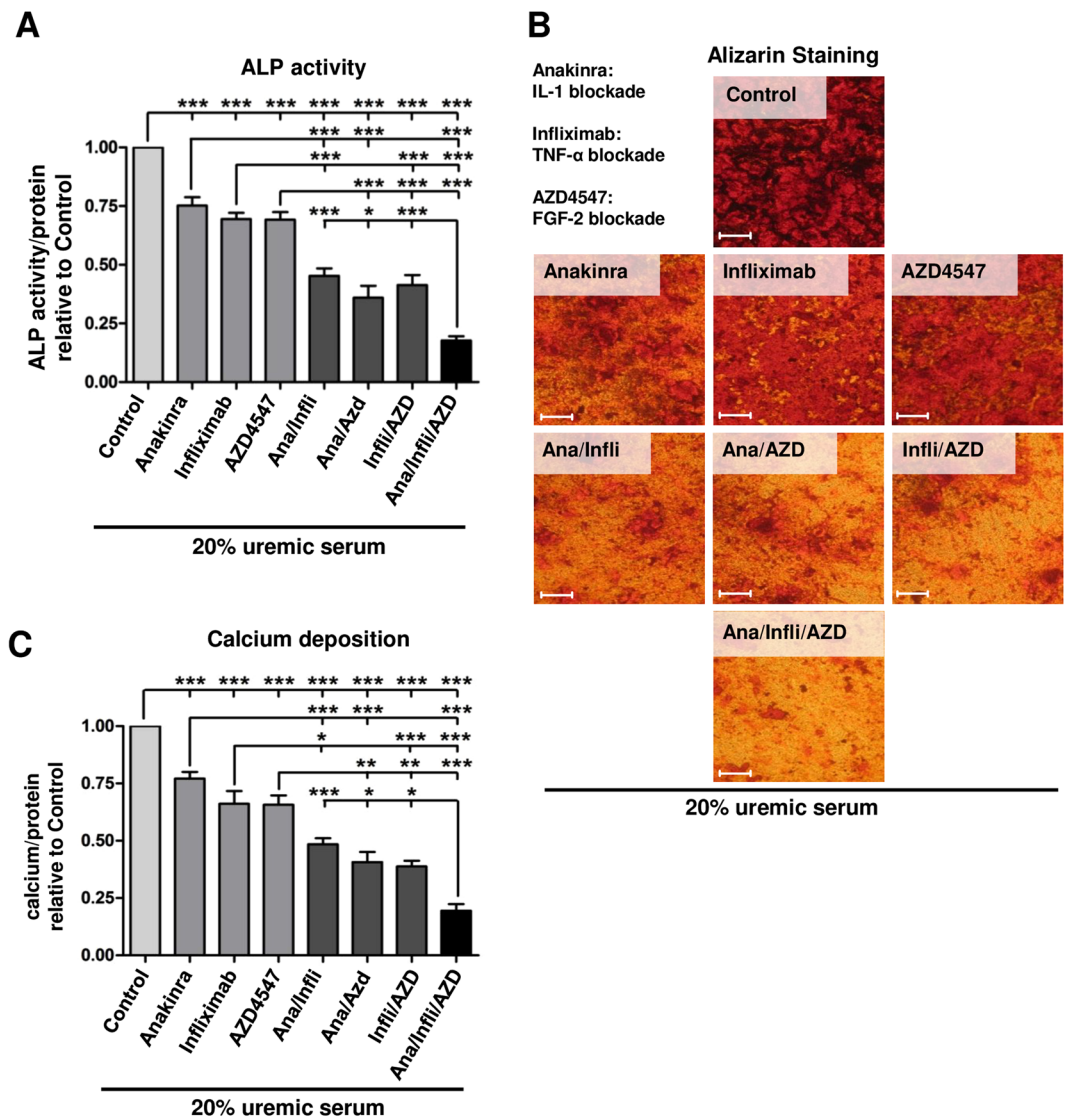 A
ALP activity
*** *** *** *** *** *** ***
*** *** ***
*** *** ***
*** *** ***
*** * ***
1.00
0.75
0.50
0.25
0.00
ALP activity/protein
relative to Control
Control
Anakinra
Infliximab
AZD4547
Ana/Infli
Ana/Azd
Infli/AZD
Ana/Infli/AZD
20% uremic serum
B
Alizarin Staining
Anakinra:
IL-1 blockade
Infliximab:
TNF-α blockade
AZD4547:
FGF-2 blockade
Control
Anakinra
Infliximab
AZD4547
Ana/Infli
Ana/AZD
Infli/AZD
Ana/Infli/AZD
20% uremic serum
C
Calcium deposition
*** *** *** *** *** *** ***
*** *** ***
* *** ***
** ** ***
*** * *
1.00
0.75
0.50
0.25
0.00
calcium/protein
relative to Control
Control
Anakinra
Infliximab
AZD4547
Ana/Infli
Ana/Azd
Infli/AZD
Ana/Infli/AZD
20% uremic serum